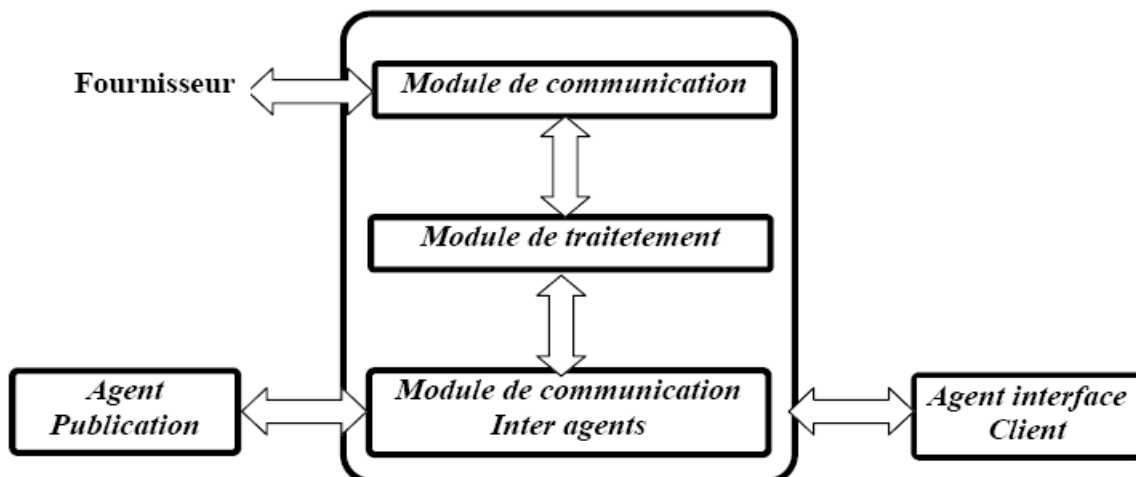 Fournisseur
Module de communication
Module de traitetement
Agent
Publication
Module de communication
Inter agents
Agent interface
Client